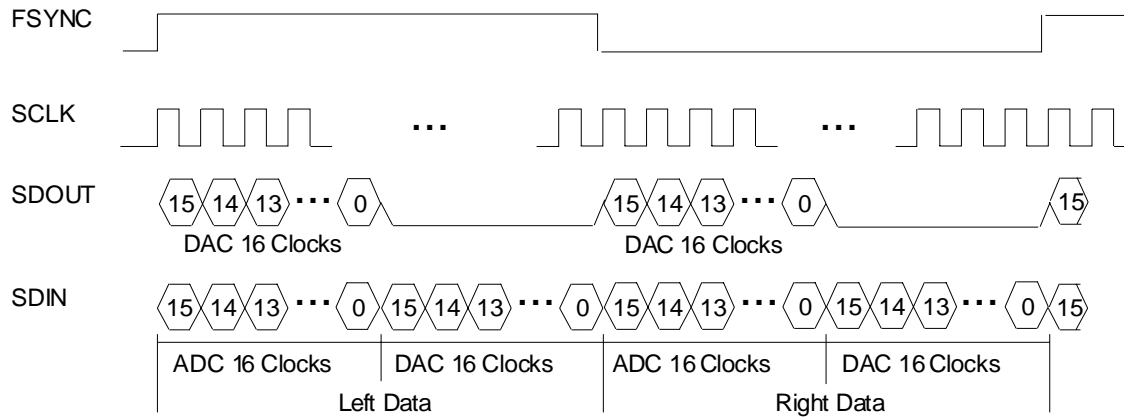 FSYNC
SCLK
... ...
SDOUT 15 14 13 ... 0 15 14 13 ... 0 15
DAC 16 Clocks DAC 16 Clocks
SDIN 15 14 13 ... 0 15 14 13 ... 0 15 14 13 ... 0 15 14 13 ... 0 15
ADC 16 Clocks DAC 16 Clocks ADC 16 Clocks DAC 16 Clocks
Left Data Right Data